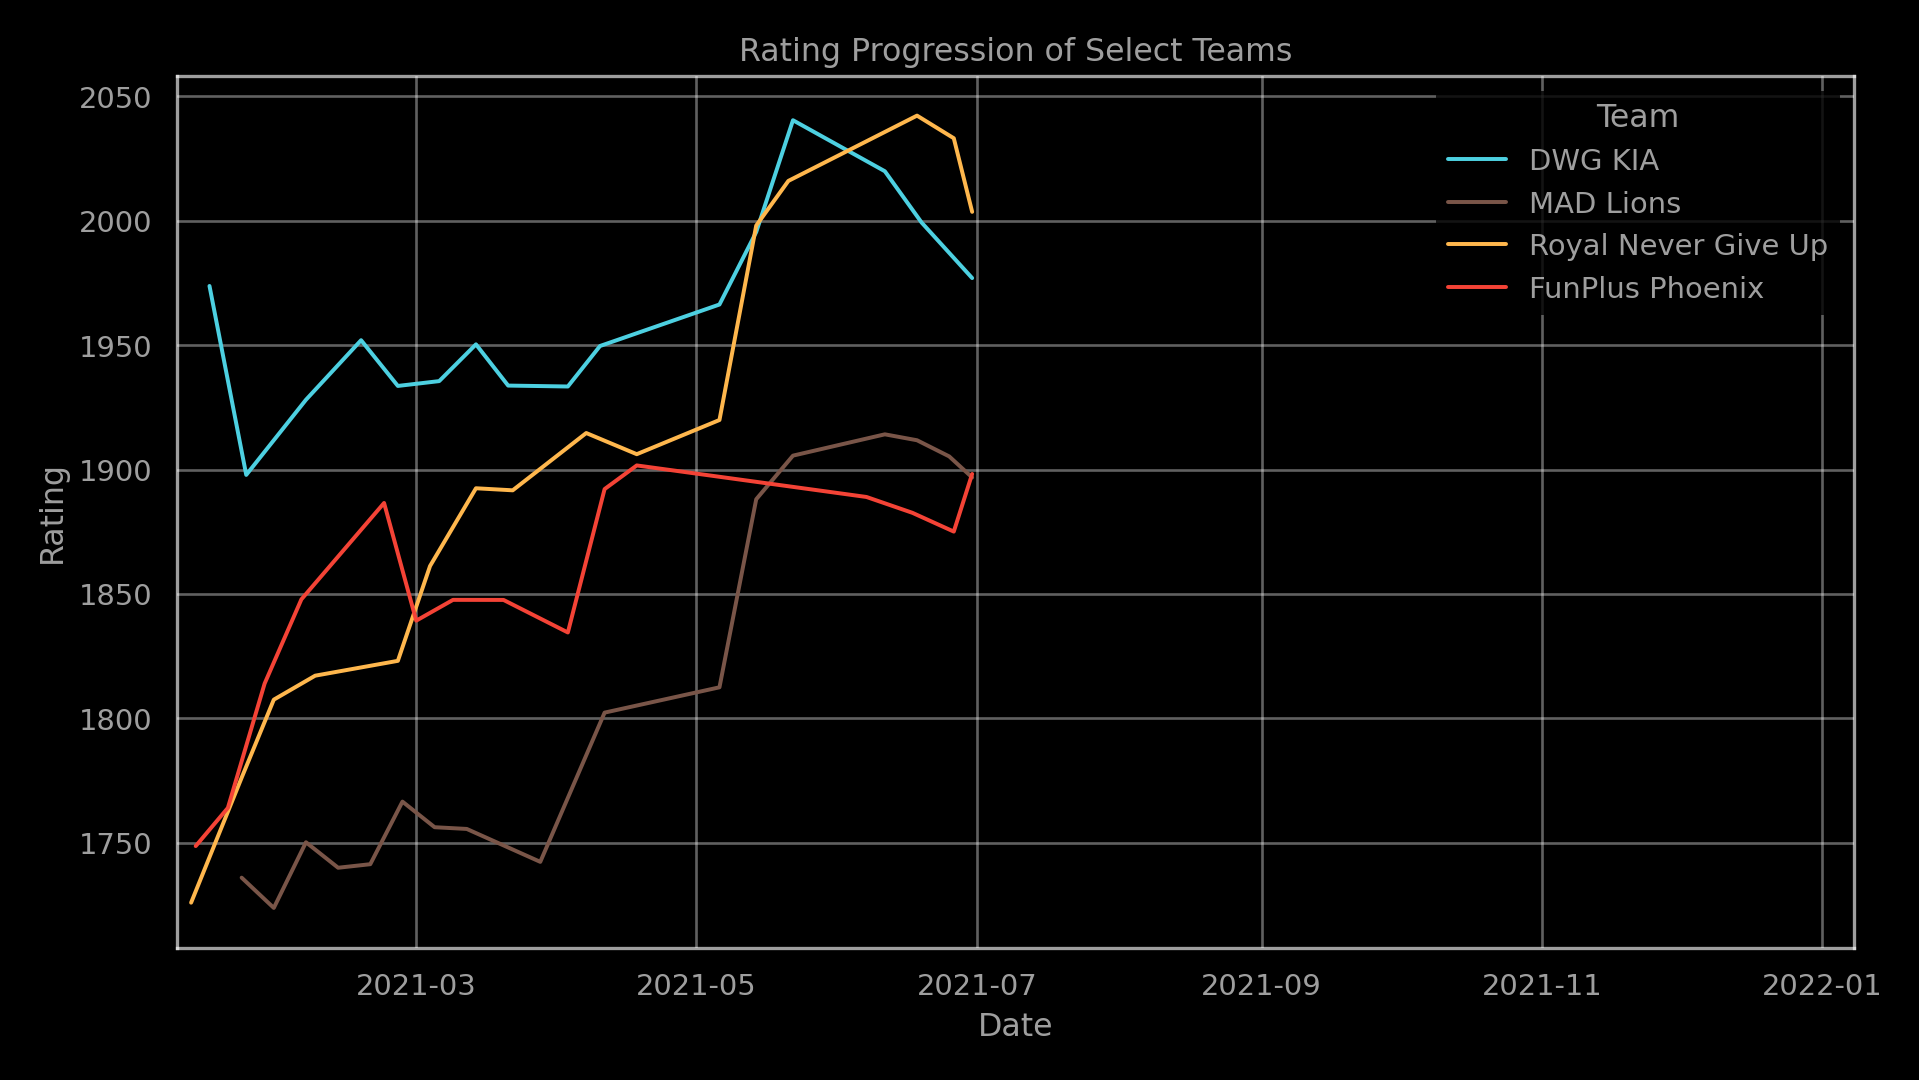 Rating Progression of Select Teams
2050
2000
1950
1900
1850
1800
1750
Rating
Team
DWG KIA
MAD Lions
Royal Never Give Up
FunPlus Phoenix
2021-03
2021-05
2021-07
2021-09
2021-11
2022-01
Date